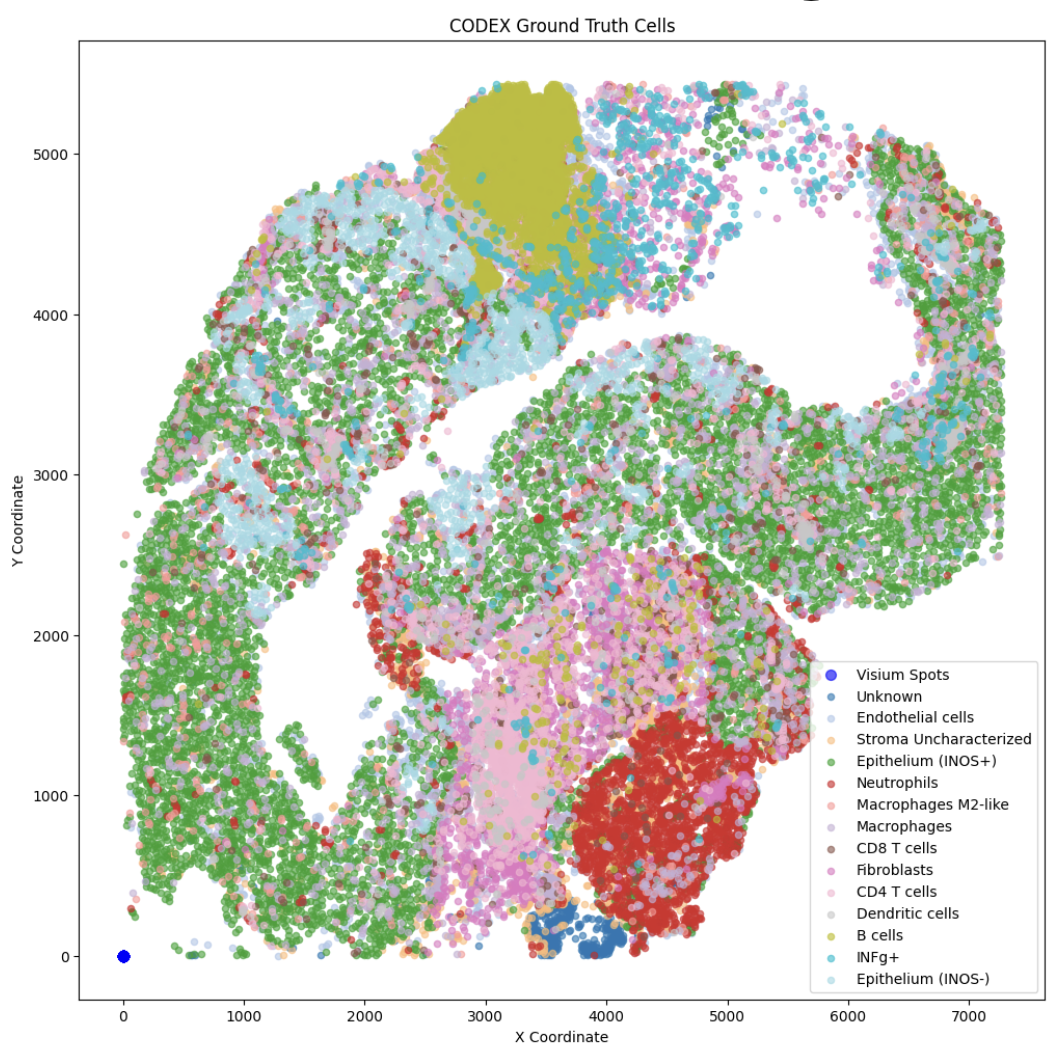 CODEX Ground Truth Cells
5000
4000
3000
2000
1000
0
Y Coordinate
0 1000 2000 3000 4000 5000 6000 7000
X Coordinate
Visium Spots
Unknown
Endothelial cells
Stroma Uncharacterized
Epithelium (INOS+)
Neutrophils
Macrophages M2-like
Macrophages
CD8 T cells
Fibroblasts
CD4 T cells
Dendritic cells
B cells
INFg+
Epithelium (INOS-)